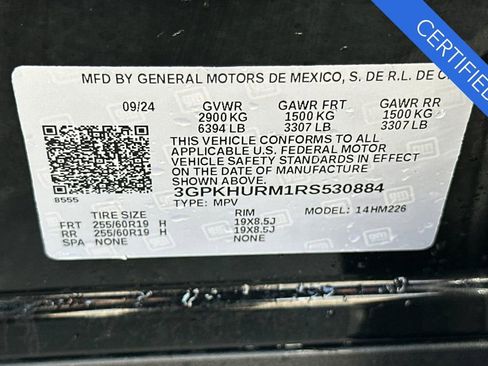 CERTIFIED
MFD BY GENERAL MOTORS DE MEXICO, S. DE R.L. DE C.
09/24 GVWR GAWR FRT GAWR RR
2900 KG 1500 KG 1500 KG
6394 LB 3307 LB 3307 LB
THIS VEHICLE CONFORMS TO ALL
APPLICABLE U.S. FEDERAL MOTOR
VEHICLE SAFETY STANDARDS IN EFFECT
ON THE DATE OF MANUFACTURE
SHOWN ABOVE.
3GPKHURM1RS530884
8555 TYPE: MPV MODEL: 14HM226
TIRE SIZE RIM
FRT 255/60R19 H 19X8.5J
RR 255/60R19 H 19X8.5J
SPA NONE NONE